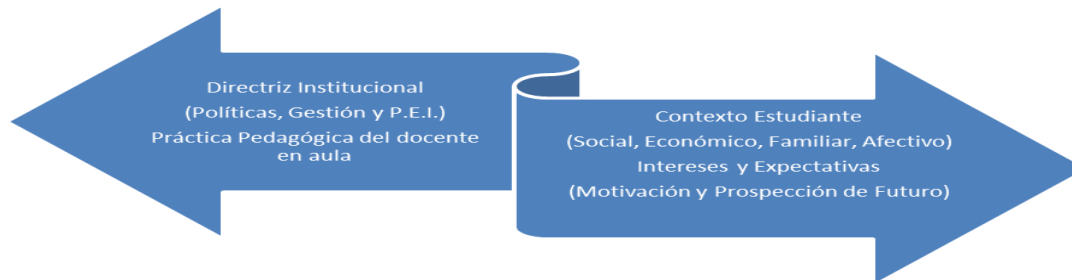 Directriz Institucional
(Políticas, Gestión y P.E.I.)
Práctica Pedagógica del docente
en aula
Contexto Estudiante
(Social, Económico, Familiar, Afectivo)
Intereses y Expectativas
(Motivación y Prospección de Futuro)